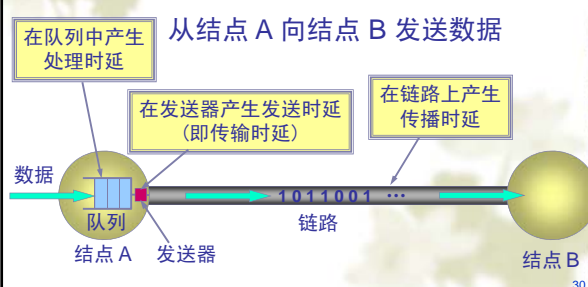 从结点 A 向结点 B 发送数据
在队列中产生
处理时延
在发送器产生发送时延
(即传输时延)
在链路上产生
传播时延
数据
1 0 1 1 0 0 1 …
队列
链路
结点 A
发送器
结点 B
30